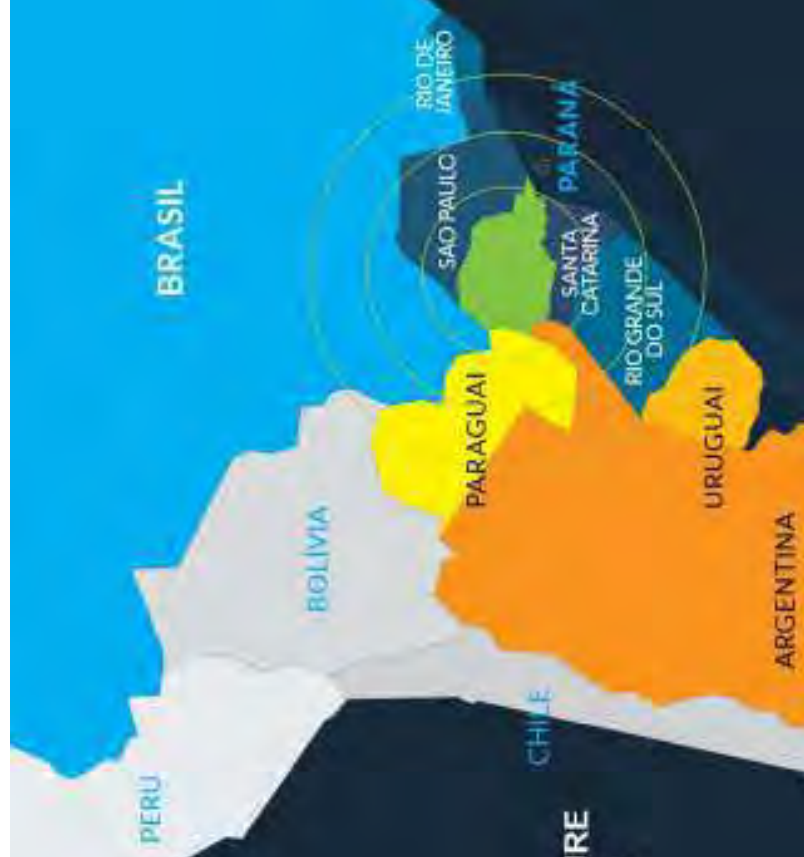 PERU
BRASIL
BOLÍVIA
RIO DE
JANEIRO
SAO PAULO
PARAGUAI
CHILE
PARANÁ
SANTA
CATARINA
RE
RIO GRANDE
DO SUL
URUGUAI
ARGENTINA